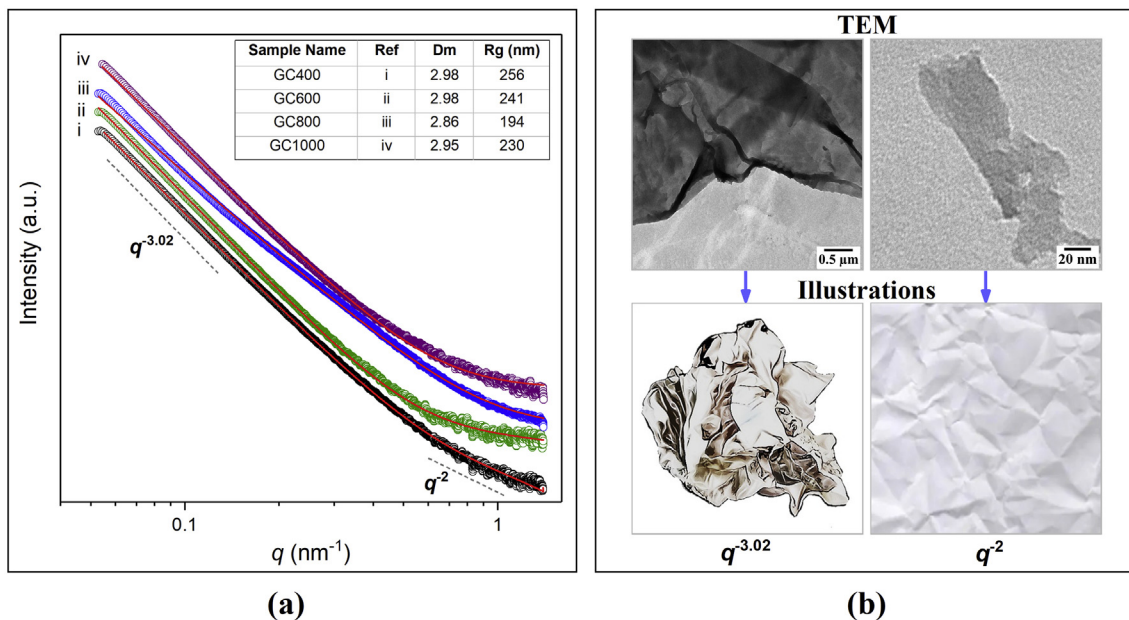 Sample Name Ref Dm Rg (nm)
GC400 i 2.98 256
GC600 ii 2.98 241
GC800 iii 2.86 194
GC1000 iv 2.95 230
iv
iii
ii
i
q-3.02
q-2
Intensity (a.u.)
0.1 1
q (nm-1)
(a)
TEM
0.5 μm
20 nm
Illustrations
q-3.02
q-2
(b)